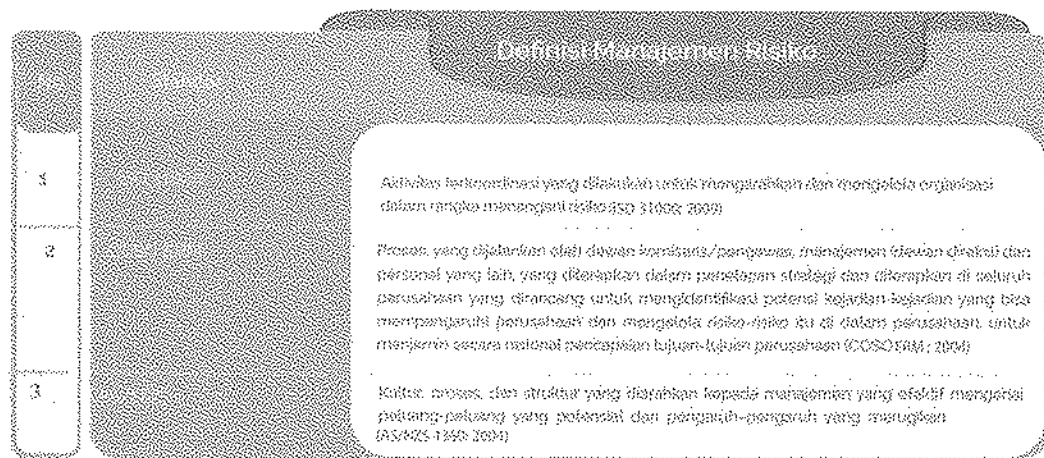 Definisi Manajemen Risiko
1
Aktivitas terkoordinasi yang dilakukan untuk mengarahkan dan mengelola organisasi
dalam rangka menangani risiko (ISO 31000: 2009)
2
Proses, yang dijalankan oleh dewan komisaris/pengawas, manajemen (dewan direksi) dan
personal yang lain, yang diterapkan dalam penetapan strategi dan diterapkan di seluruh
perusahaan yang dirancang untuk mengidentifikasi potensi kejadian-kejadian yang bisa
mempengaruhi perusahaan dan mengelola risiko-risiko itu di dalam perusahaan, untuk
menjamin secara rasional pencapaian tujuan-tujuan perusahaan (COSO ERM; 2004)
3
Kultur, proses, dan struktur yang diarahkan kepada manajemen yang efektif mengenai
peluang-peluang yang potensial dan pengaruh-pengaruh yang merugikan
(AS/NZS 4360: 2004)